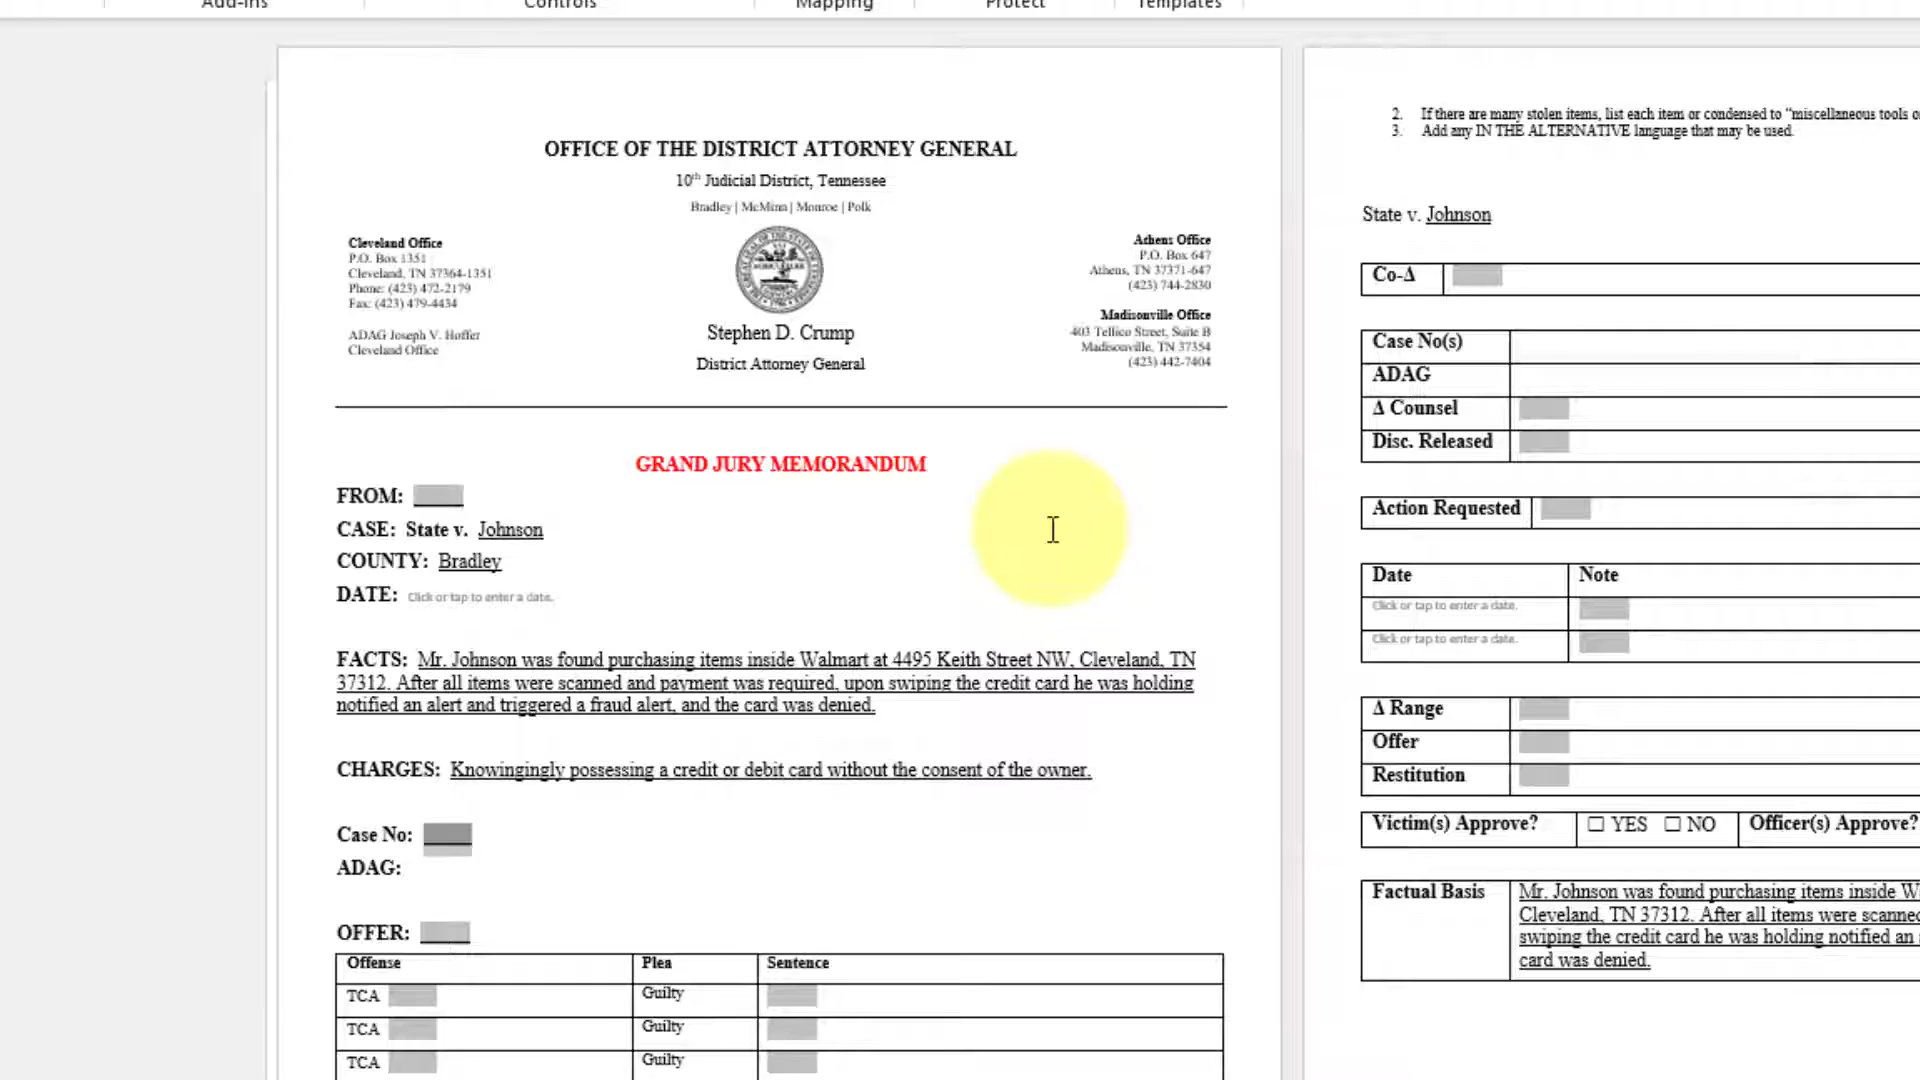 Add-ins Controls Mapping Protect Templates
OFFICE OF THE DISTRICT ATTORNEY GENERAL
10th Judicial District, Tennessee
Bradley | McMinn | Monroe | Polk
Cleveland Office
P.O. Box 1351
Cleveland, TN 37364-1351
Phone: (423) 472-2179
Fax: (423) 479-4434
ADAG Joseph V. Hoffer
Cleveland Office
Stephen D. Crump
District Attorney General
Athens Office
P.O. Box 647
Athens, TN 37371-647
(423) 744-2830
Madisonville Office
403 Tellico Street, Suite B
Madisonville, TN 37354
(423) 442-7404
GRAND JURY MEMORANDUM
FROM:
CASE: State v. Johnson
COUNTY: Bradley
DATE: Click or tap to enter a date.
FACTS: Mr. Johnson was found purchasing items inside Walmart at 4495 Keith Street NW, Cleveland, TN
37312. After all items were scanned and payment was required, upon swiping the credit card he was holding
notified an alert and triggered a fraud alert, and the card was denied.
CHARGES: Knowingingly possessing a credit or debit card without the consent of the owner.
Case No:
ADAG:
OFFER:
Offense Plea Sentence
TCA Guilty
TCA Guilty
TCA Guilty
2. If there are many stolen items, list each item or condensed to "miscellaneous tools o
3. Add any IN THE ALTERNATIVE language that may be used.
State v. Johnson
Co-Δ
Case No(s)
ADAG
Δ Counsel
Disc. Released
Action Requested
Date Note
Click or tap to enter a date.
Click or tap to enter a date.
Δ Range
Offer
Restitution
Victim(s) Approve? ☐ YES ☐ NO Officer(s) Approve?
Factual Basis Mr. Johnson was found purchasing items inside W
Cleveland, TN 37312. After all items were scanned
swiping the credit card he was holding notified an
card was denied.